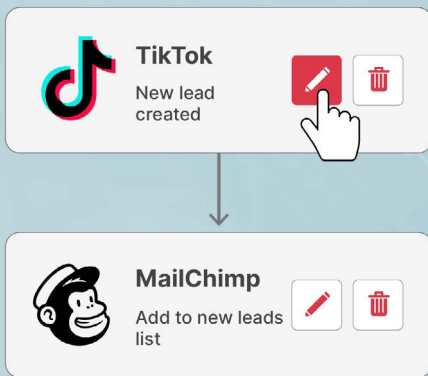 TikTok
New lead
created
MailChimp
Add to new leads
list